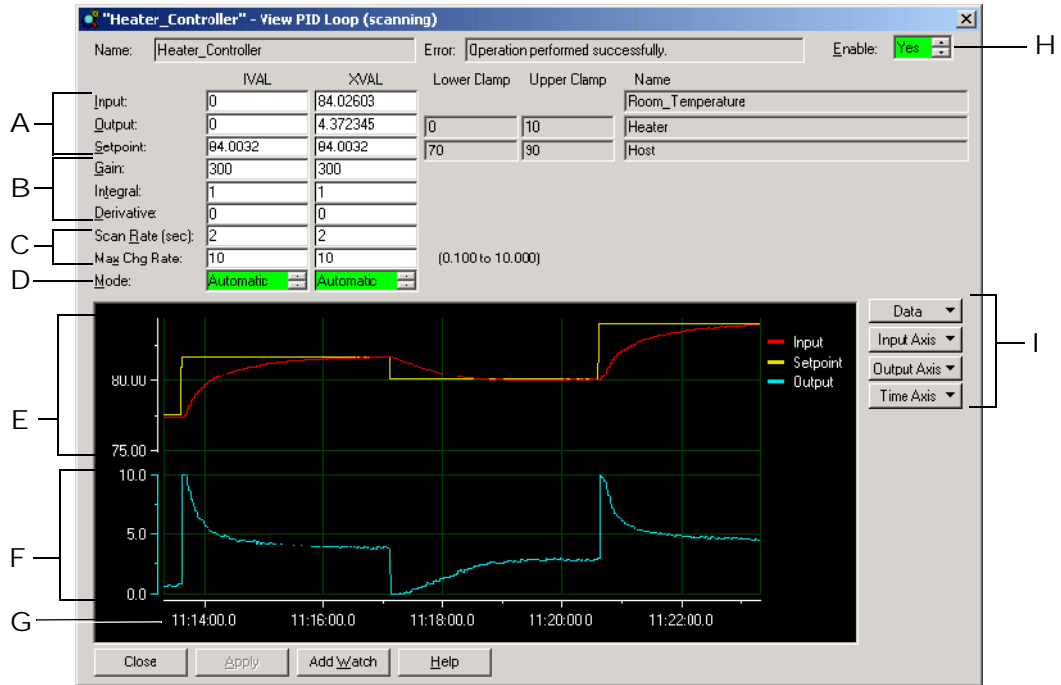 "Heater_Controller" - View PID Loop (scanning)
Name: Heater_Controller Error: Operation performed successfully. Enable: Yes H
IVAL XVAL Lower Clamp Upper Clamp Name
Input: 0 84.02603 Room_Temperature
A Output: 0 4.372345 0 10 Heater
Setpoint: 84.0032 84.0032 70 90 Host
Gain: 300 300
B Integral: 1 1
Derivative: 0 0
C Scan Rate (sec): 2 2
Max Chg Rate: 10 10 (0.100 to 10.000)
D Mode: Automatic Automatic
Data
Input Input Axis I
Setpoint Output Axis
80.00 Output Time Axis
E
75.00
10.0
5.0
F
0.0
G 11:14:00.0 11:16:00.0 11:18:00.0 11:20:00.0 11:22:00.0
Close Apply Add Watch Help